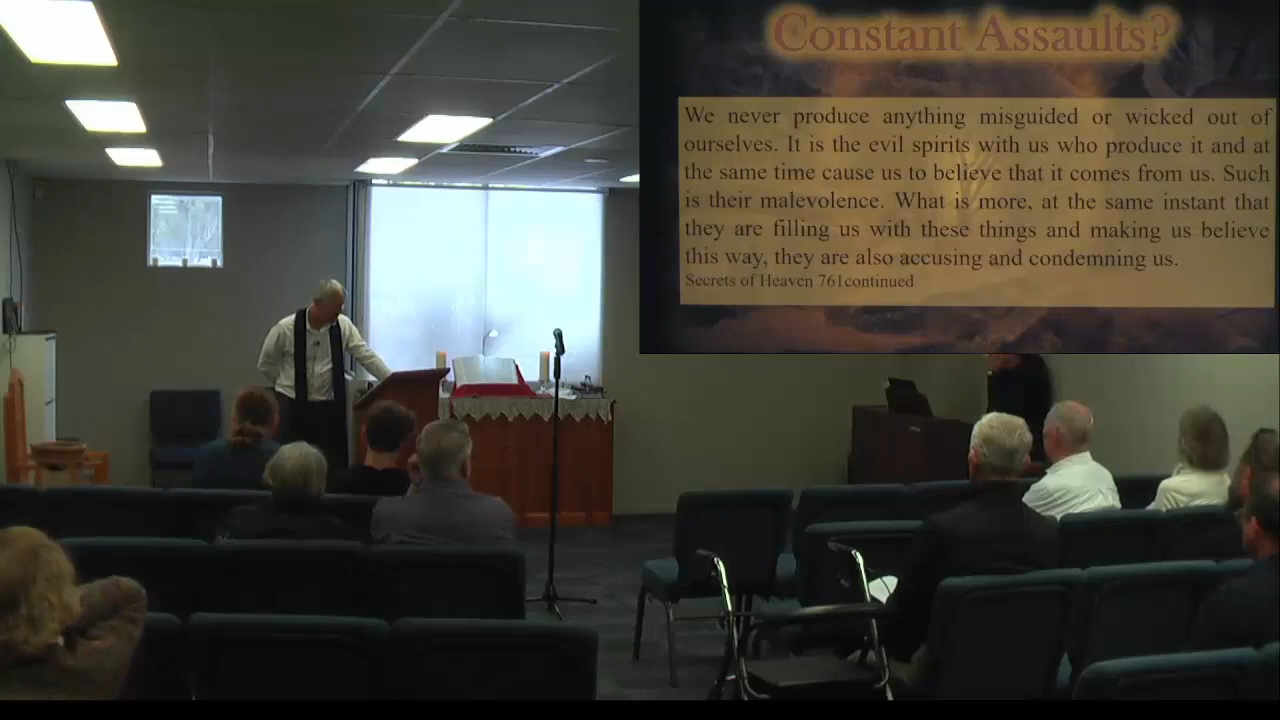 Constant Assaults?
We never produce anything misguided or wicked out of
ourselves. It is the evil spirits with us who produce it and at
the same time cause us to believe that it comes from us. Such
is their malevolence. What is more, at the same instant that
they are filling us with these things and making us believe
this way, they are also accusing and condemning us.
Secrets of Heaven 761continued